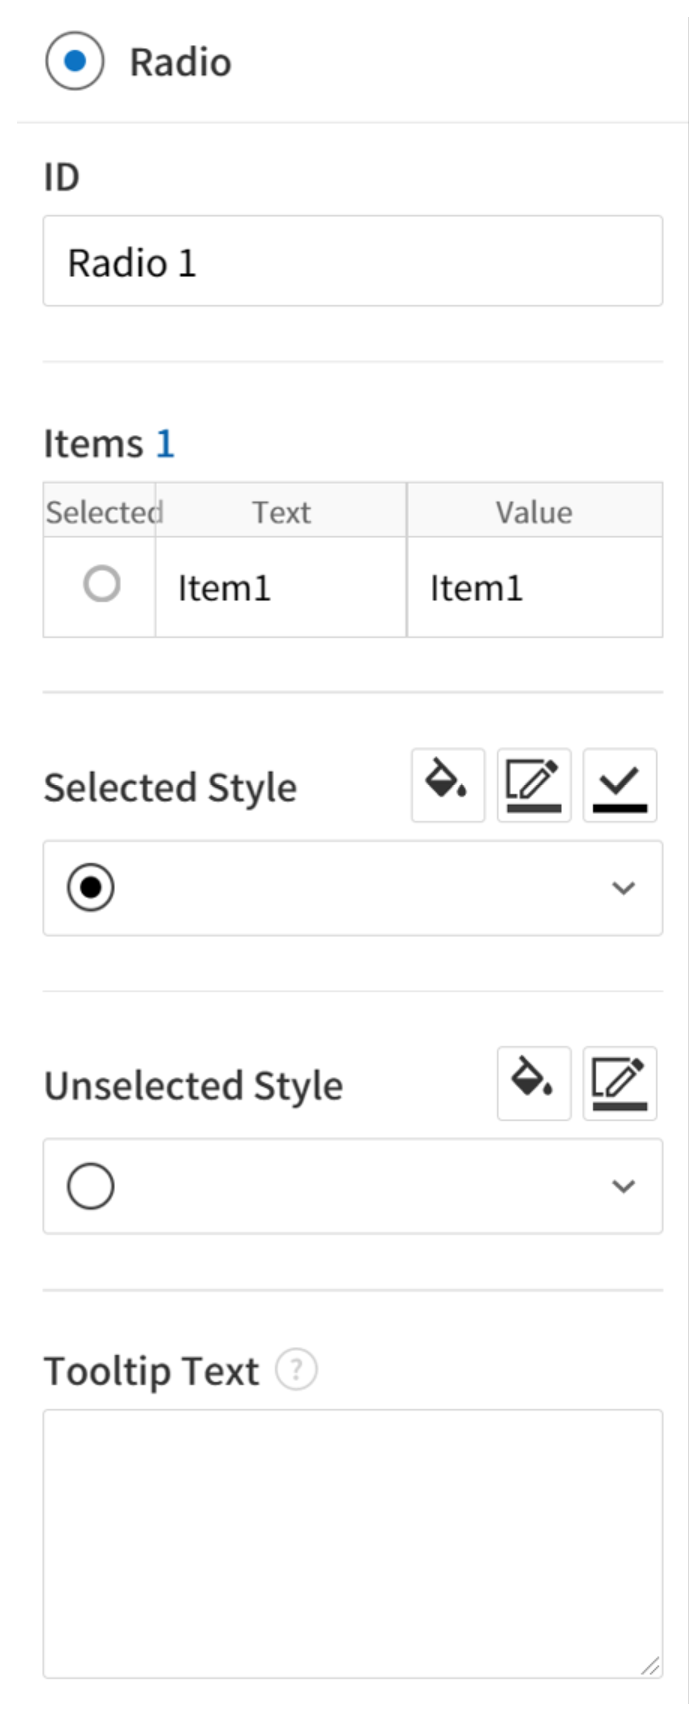 Radio
ID
Radio 1
Items 1
Selected Text Value
Item1 Item1
Selected Style
Unselected Style
Tooltip Text ?